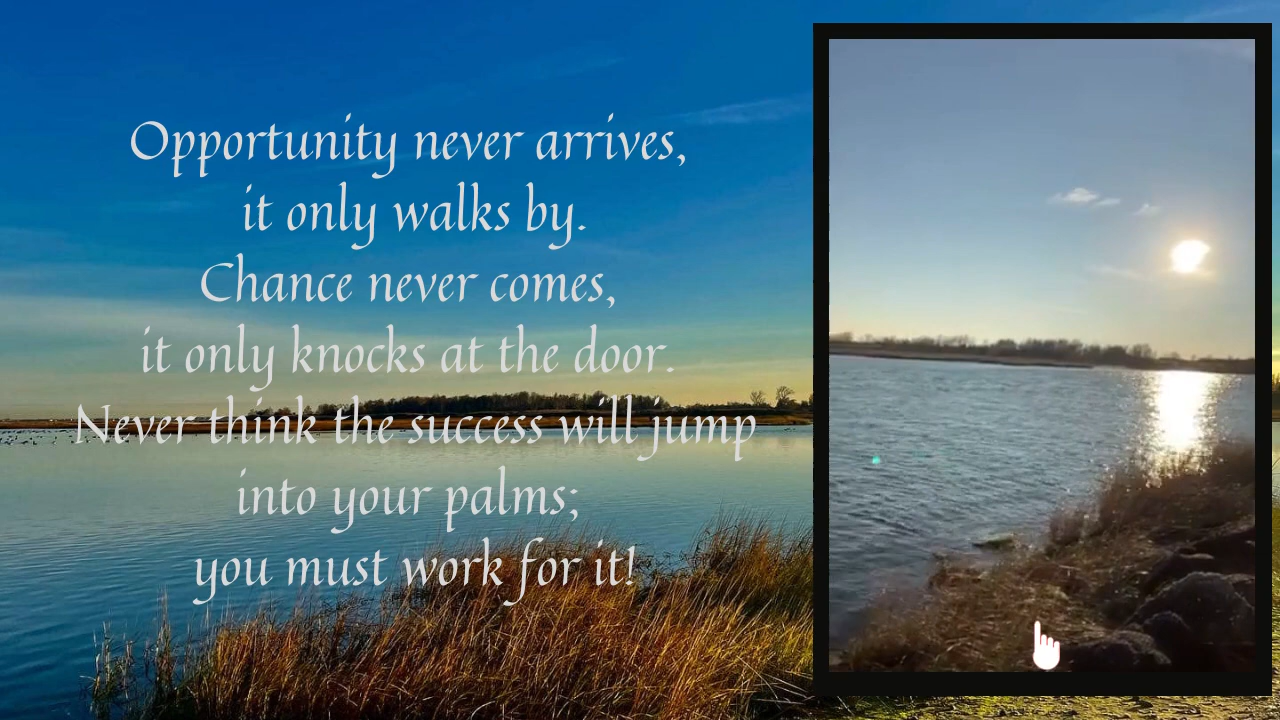 Opportunity never arrives,
it only walks by.
Chance never comes,
it only knocks at the door.
Never think the success will jump
into your palms;
you must work for it!